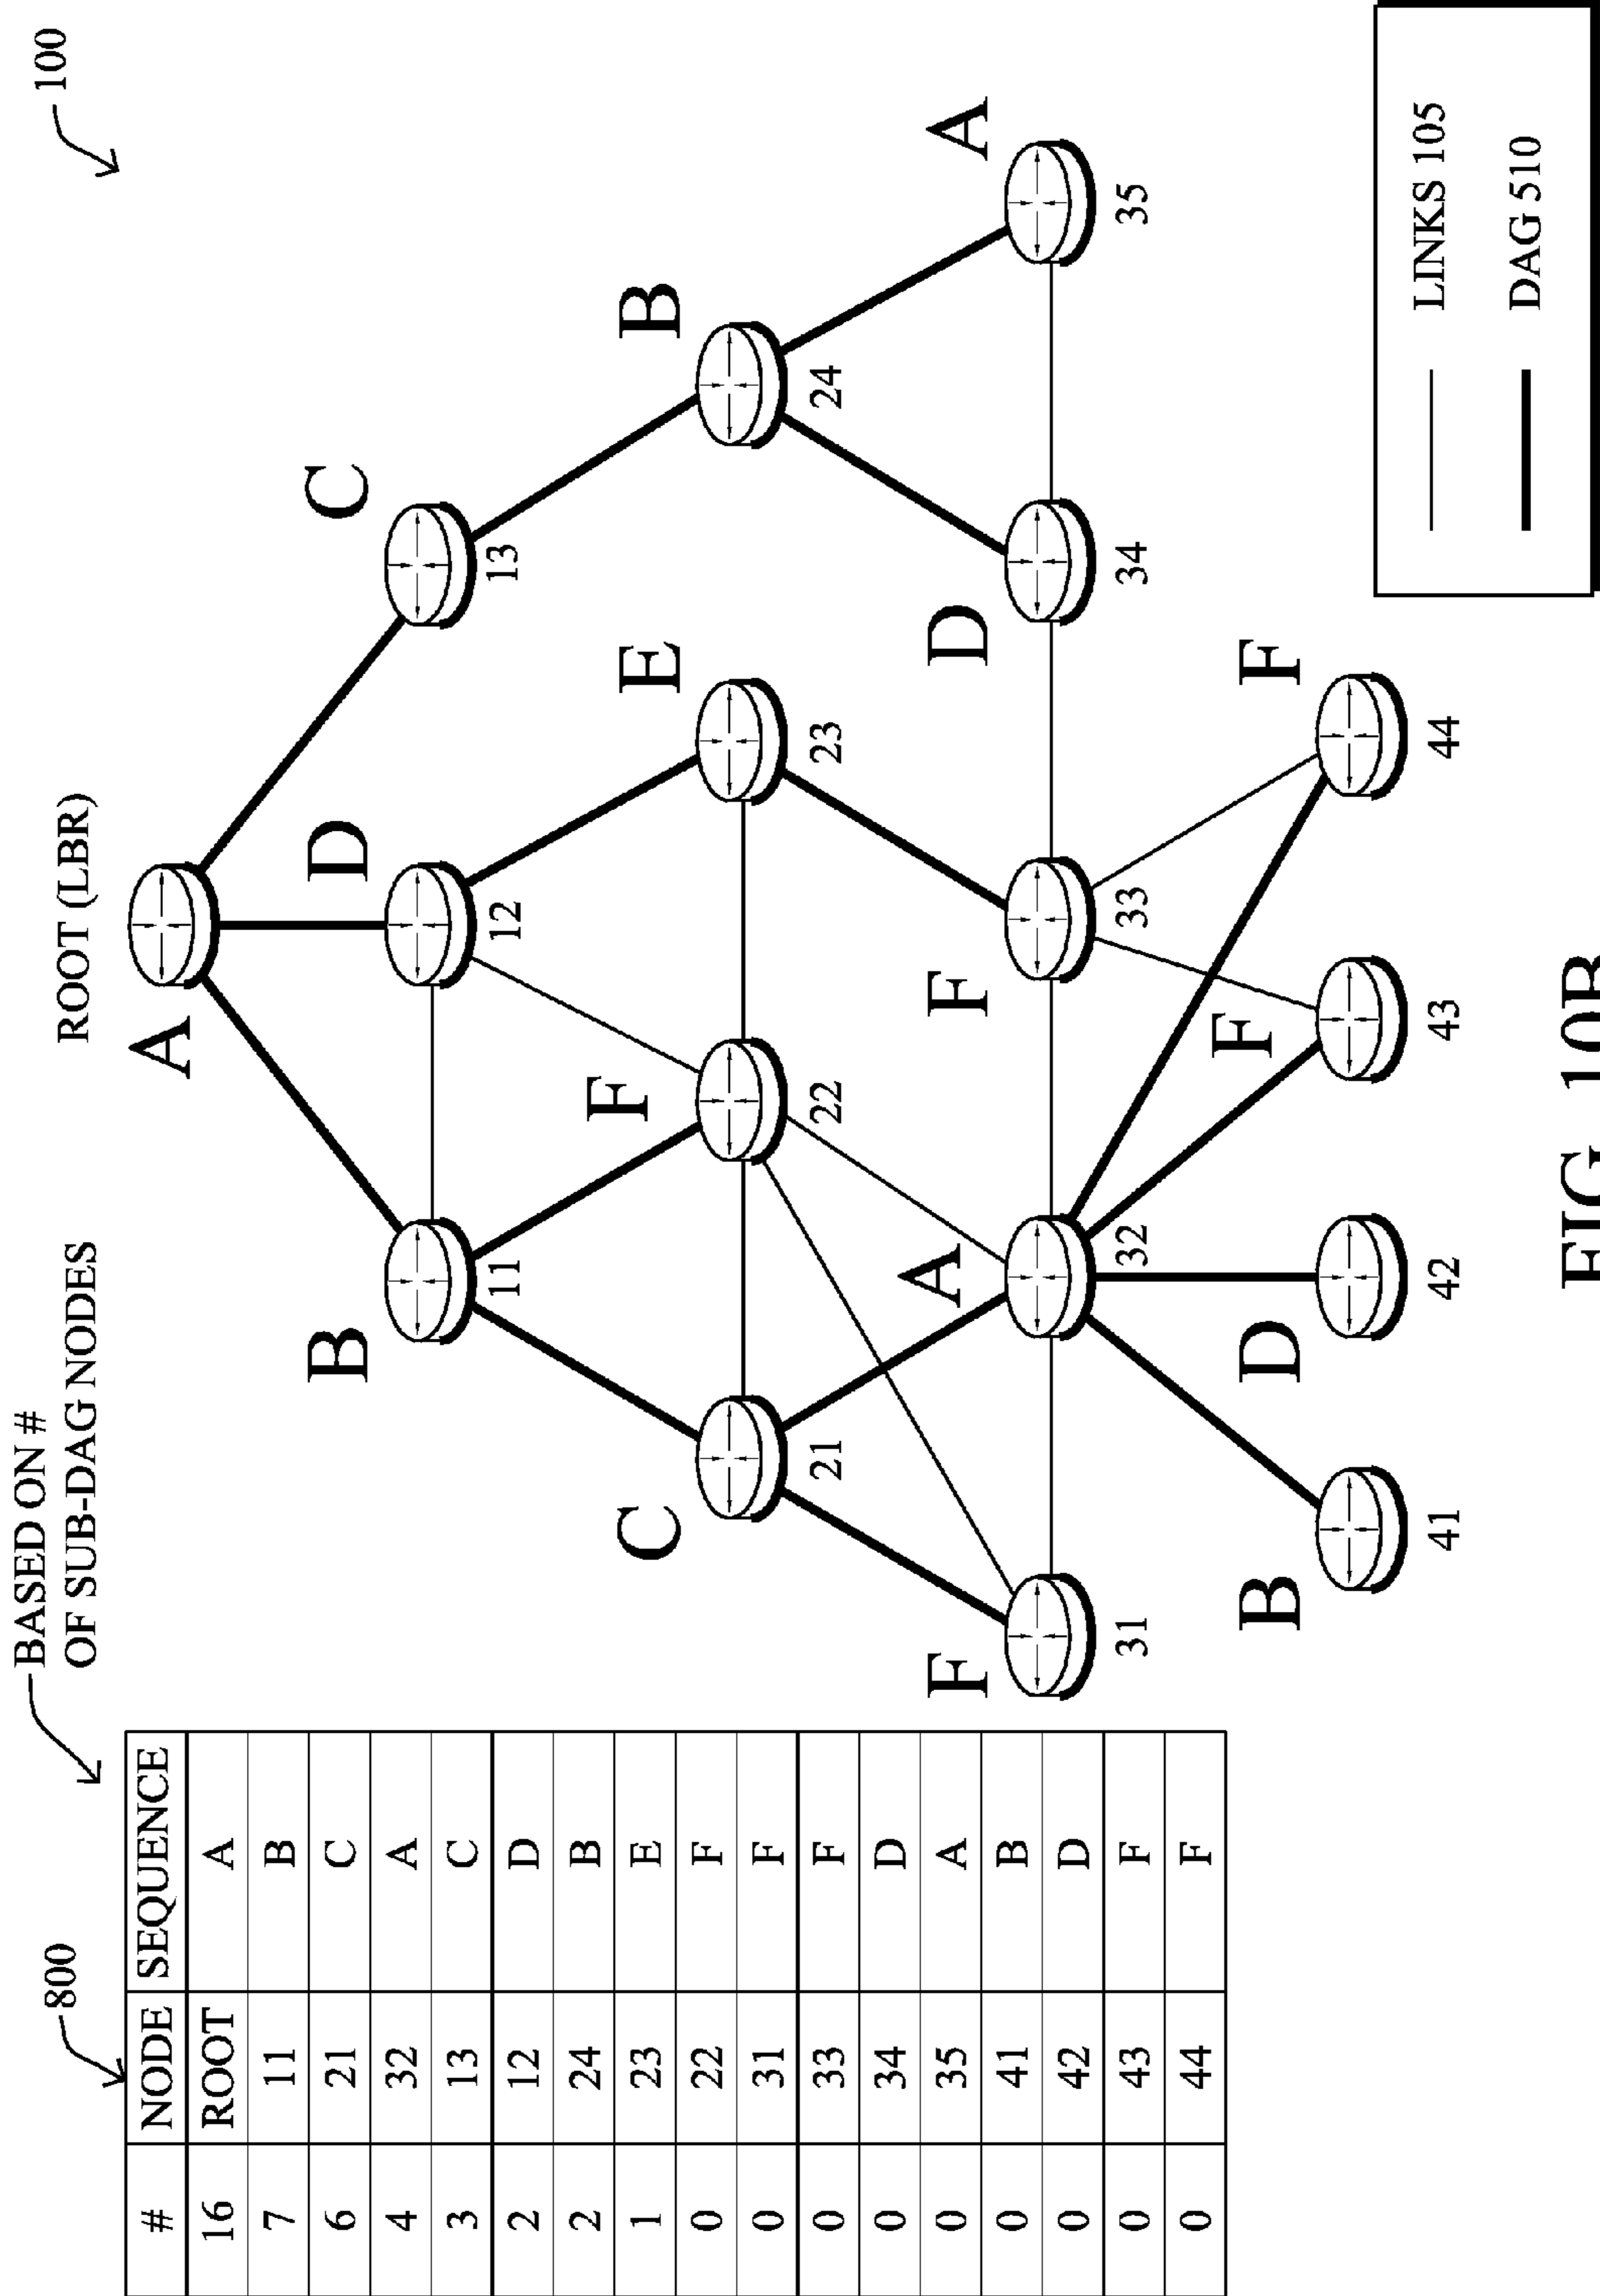 100
ROOT (LBR)
BASED ON #
OF SUB-DAG NODES
800
# NODE SEQUENCE
16 ROOT A
7 11 B
6 21 C
4 32 A
3 13 C
2 12 D
2 24 B
1 23 E
0 22 F
0 31 F
0 33 F
0 34 D
0 35 A
0 41 B
0 42 D
0 43 F
0 44 F
A
B
D
C
11
12
13
C
F
E
B
21
22
23
24
F
A
F
D
A
31
32
33
34
35
B
D
F
F
41
42
43
44
LINKS 105
DAG 510
FIG. 10B